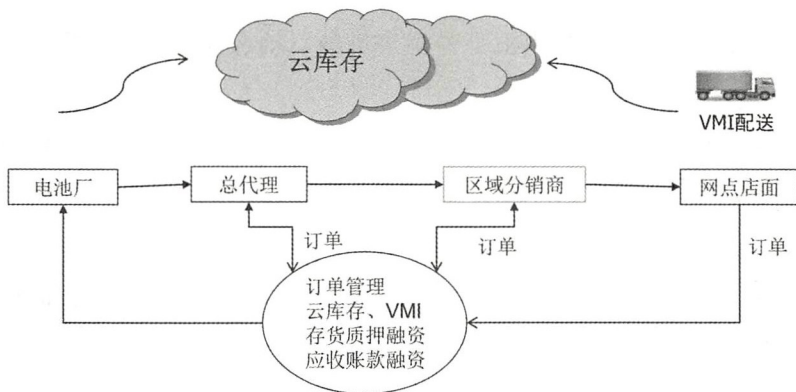 云库存
VMI配送
电池厂
总代理
区域分销商
网点店面
订单
订单
订单
订单管理
云库存、VMI
存货质押融资
应收账款融资